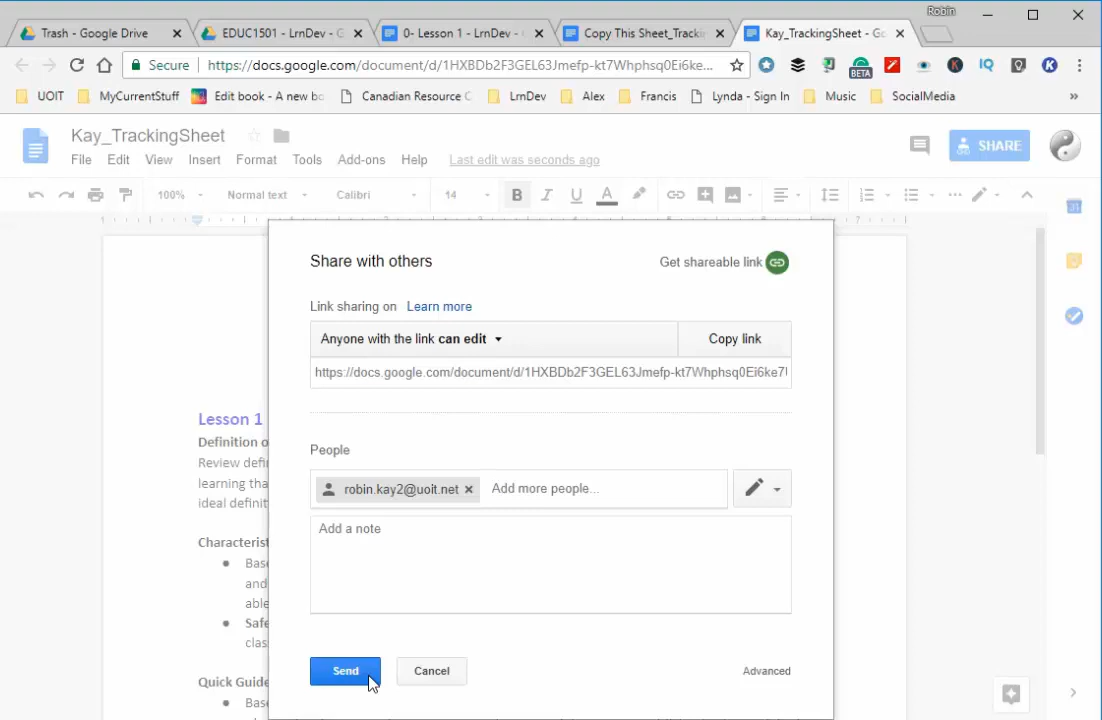 Robin
Trash - Google Drive
EDUC1501 - LrnDev - G
0- Lesson 1 - LrnDev -
Copy This Sheet_Trackin
Kay_TrackingSheet - Go
Secure https://docs.google.com/document/d/1HXBDb2F3GEL63Jmefp-kt7Whphsq0Ei6ke...
BETA IQ
UOIT MyCurrentStuff Edit book - A new bo Canadian Resource C LrnDev Alex Francis Lynda - Sign In Music SocialMedia »
Kay_TrackingSheet
SHARE
File Edit View Insert Format Tools Add-ons Help Last edit was seconds ago
100% Normal text Calibri 14 B I U A
Share with others
Get shareable link
Link sharing on Learn more
Anyone with the link can edit
Copy link
https://docs.google.com/document/d/1HXBDb2F3GEL63Jmefp-kt7Whphsq0Ei6ke7
People
robin.kay2@uoit.net × Add more people...
Add a note
Send
Cancel
Advanced
Lesson 1
Definition o
Review defi
learning tha
ideal definit
Characterist
Base
and
able
Safe
clas
Quick Guide
Base